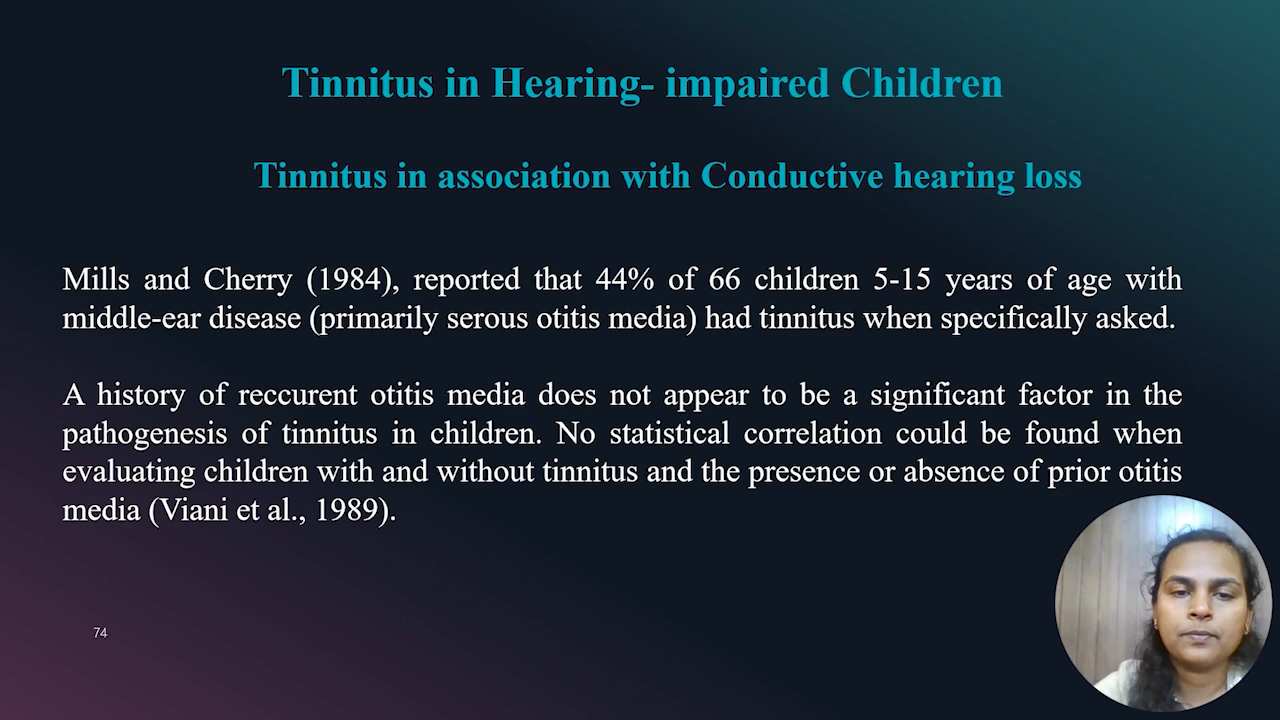 Tinnitus in Hearing- impaired Children
Tinnitus in association with Conductive hearing loss
Mills and Cherry (1984), reported that 44% of 66 children 5-15 years of age with
middle-ear disease (primarily serous otitis media) had tinnitus when specifically asked.
A history of reccurent otitis media does not appear to be a significant factor in the
pathogenesis of tinnitus in children. No statistical correlation could be found when
evaluating children with and without tinnitus and the presence or absence of prior otitis
media (Viani et al., 1989).
74